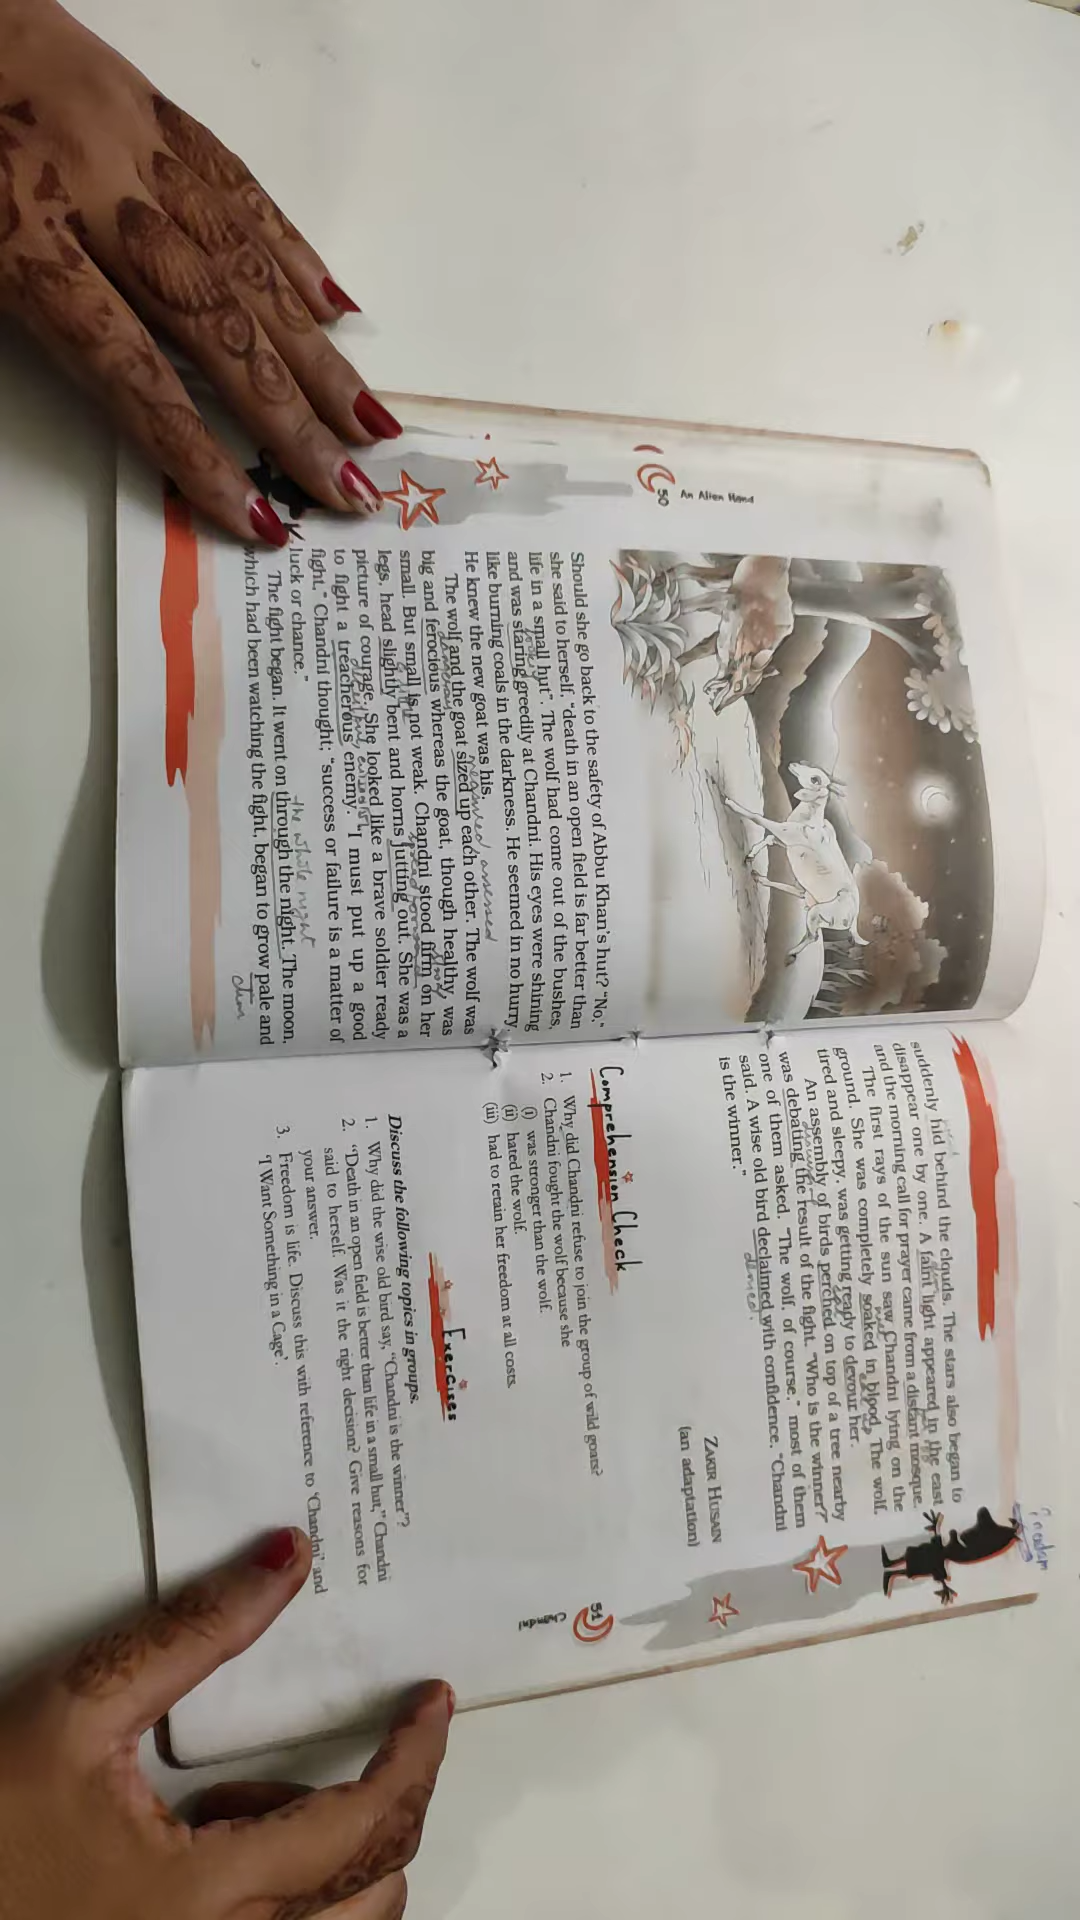 Should she go back to the safety of Abbu Khan's hut? "No,"
she said to herself, "death in an open field is far better than
life in a small hut". The wolf had come out of the bushes,
and was staring greedily at Chandni. His eyes were shining
like burning coals in the darkness. He seemed in no hurry.
He knew the new goat was his.
The wolf and the goat sized up each other. The wolf was
big and ferocious whereas the goat, though healthy, was
small. But small is not weak. Chandni stood firm on her
legs, head slightly bent and horns jutting out. She was a
picture of courage. She looked like a brave soldier ready
to fight a treacherous enemy. "I must put up a good
fight," Chandni thought; "success or failure is a matter of
luck or chance."
the whole night
The fight began. It went on through the night. The moon,
which had been watching the fight, began to grow pale and
50
An Alien Hand
suddenly hid behind the clouds. The stars also began to
disappear one by one. A faint light appeared in the east
and the morning call for prayer came from a distant mosque.
The first rays of the sun saw Chandni lying on the
ground. She was completely soaked in blood. The wolf,
tired and sleepy, was getting ready to devour her.
An assembly of birds perched on top of a tree nearby
was debating the result of the fight. "Who is the winner?"
one of them asked. "The wolf, of course," most of them
said. A wise old bird declaimed with confidence, "Chandni
is the winner."
ZAKIR HUSAIN
(an adaptation)
Comprehension Check
1. Why did Chandni refuse to join the group of wild goats?
2. Chandni fought the wolf because she
(i) was stronger than the wolf.
(ii) hated the wolf.
(iii) had to retain her freedom at all costs.
Exercises
Discuss the following topics in groups.
1. Why did the wise old bird say, "Chandni is the winner"?
2. "Death in an open field is better than life in a small hut," Chandni
said to herself. Was it the right decision? Give reasons for
your answer.
3. Freedom is life. Discuss this with reference to 'Chandni' and
'I Want Something in a Cage'.
51
Chandni